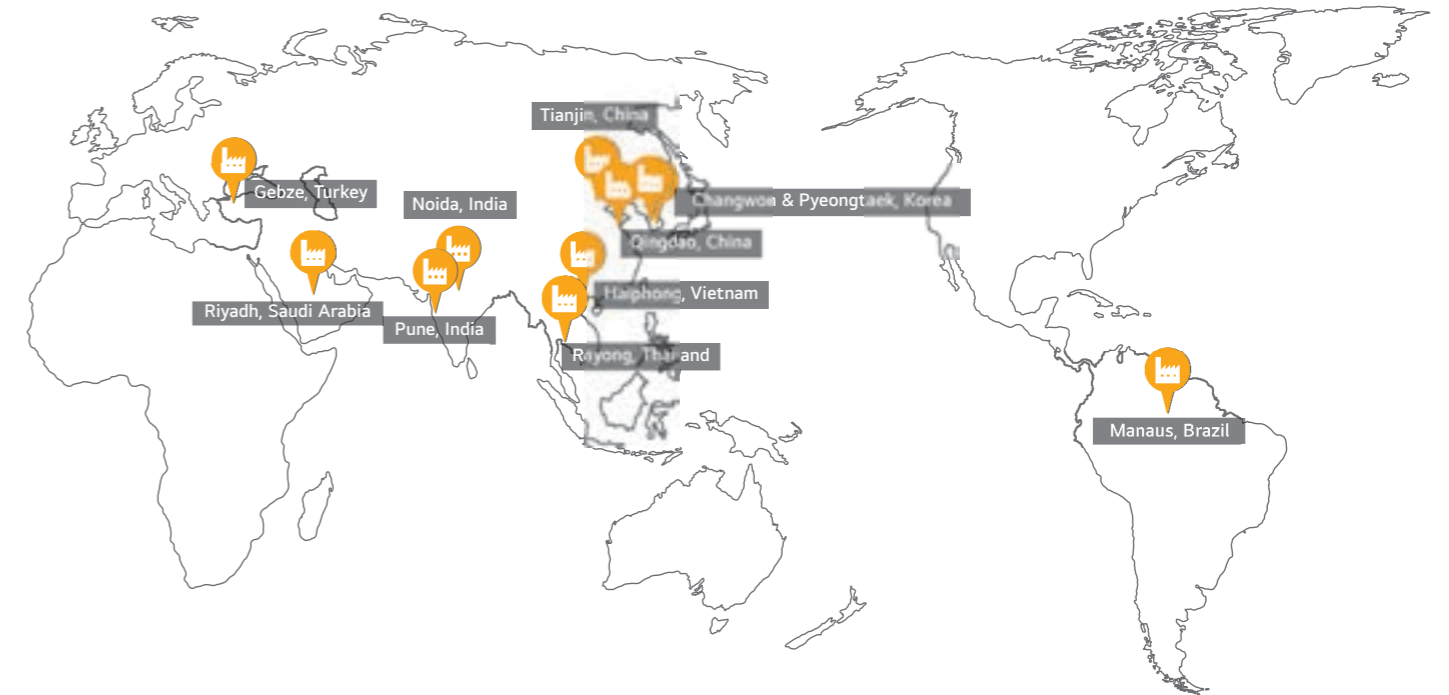 Tianjin, China
Gebze, Turkey
Noida, India
Changwon & Pyeongtaek, Korea
Qingdao, China
Haiphong, Vietnam
Riyadh, Saudi Arabia
Pune, India
Rayong, Thailand
Manaus, Brazil